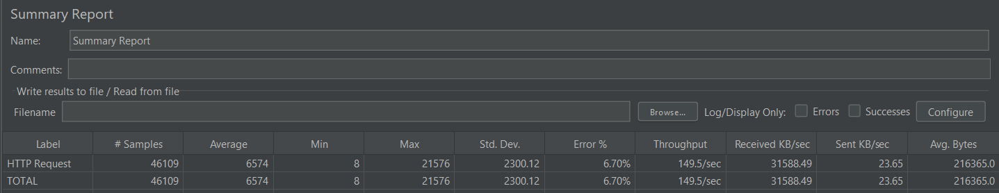 Summary Report
Name: Summary Report
Comments:
Write results to file / Read from file
Filename Browse... Log/Display Only: Errors Successes Configure
Label # Samples Average Min Max Std. Dev. Error % Throughput Received KB/sec Sent KB/sec Avg. Bytes
HTTP Request 46109 6574 8 21576 2300.12 6.70% 149.5/sec 31588.49 23.65 216365.0
TOTAL 46109 6574 8 21576 2300.12 6.70% 149.5/sec 31588.49 23.65 216365.0